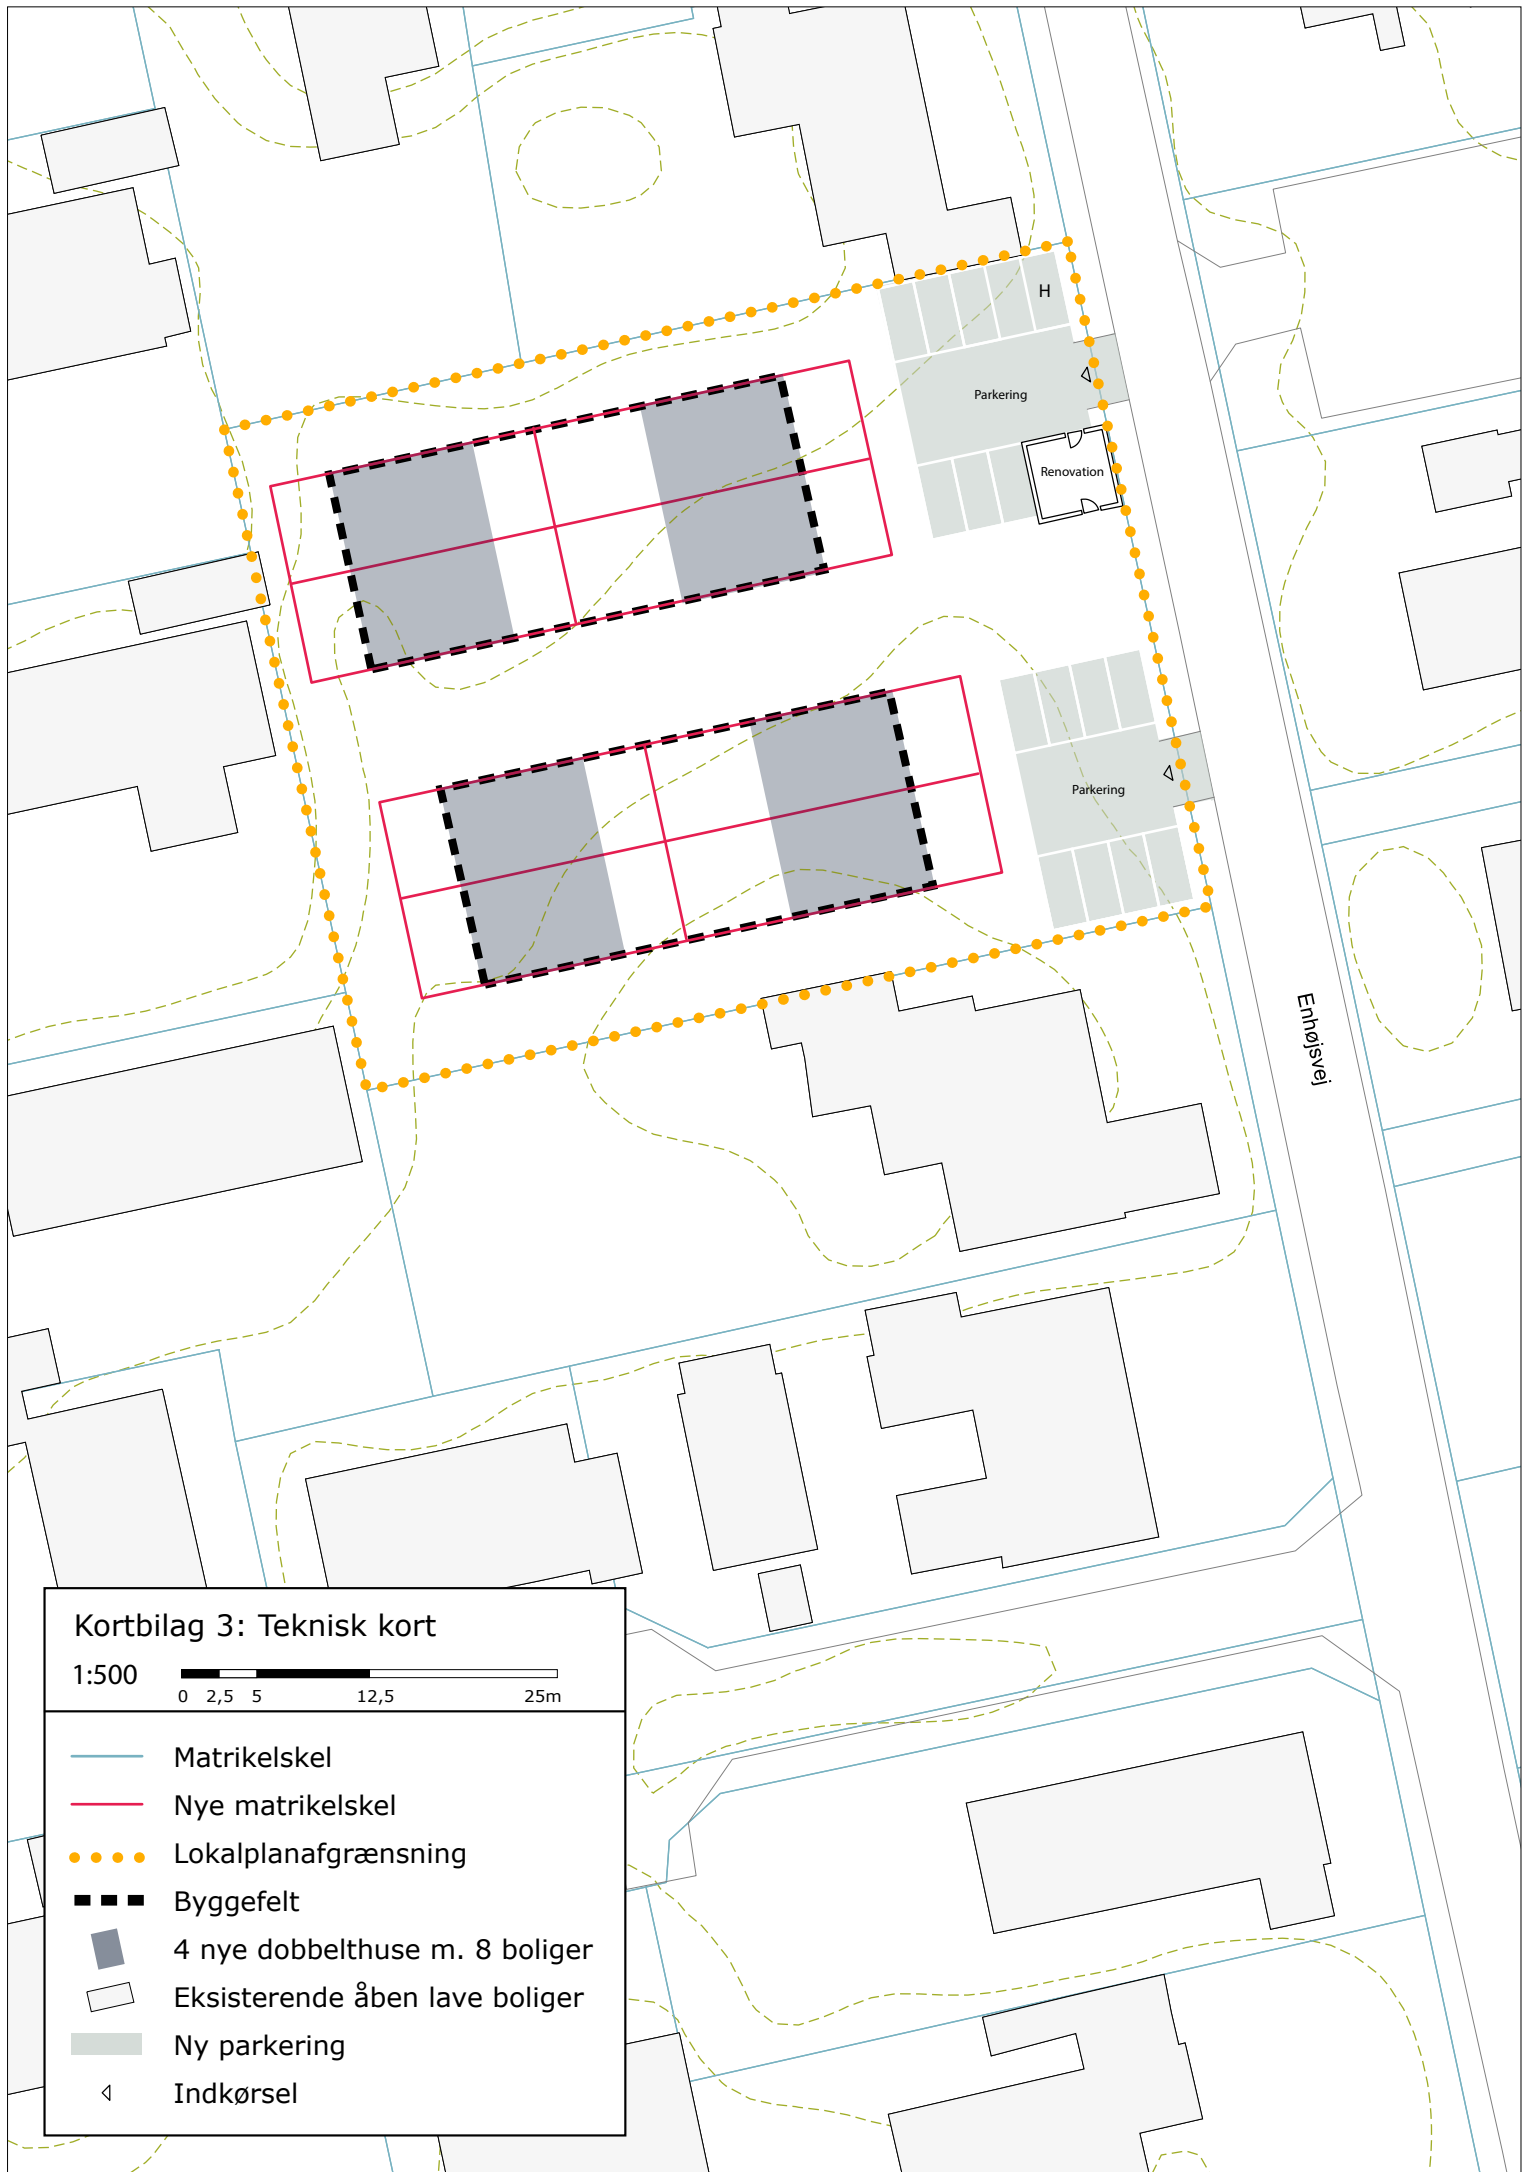 H
Parkering
Renovation
Parkering
Enhøjsvej
Kortbilag 3: Teknisk kort
1:500
0 2,5 5 12,5 25m
Matrikelskel
Nye matrikelskel
Lokalplanafgrænsning
Byggefelt
4 nye dobbelthuse m. 8 boliger
Eksisterende åben lave boliger
Ny parkering
Indkørsel